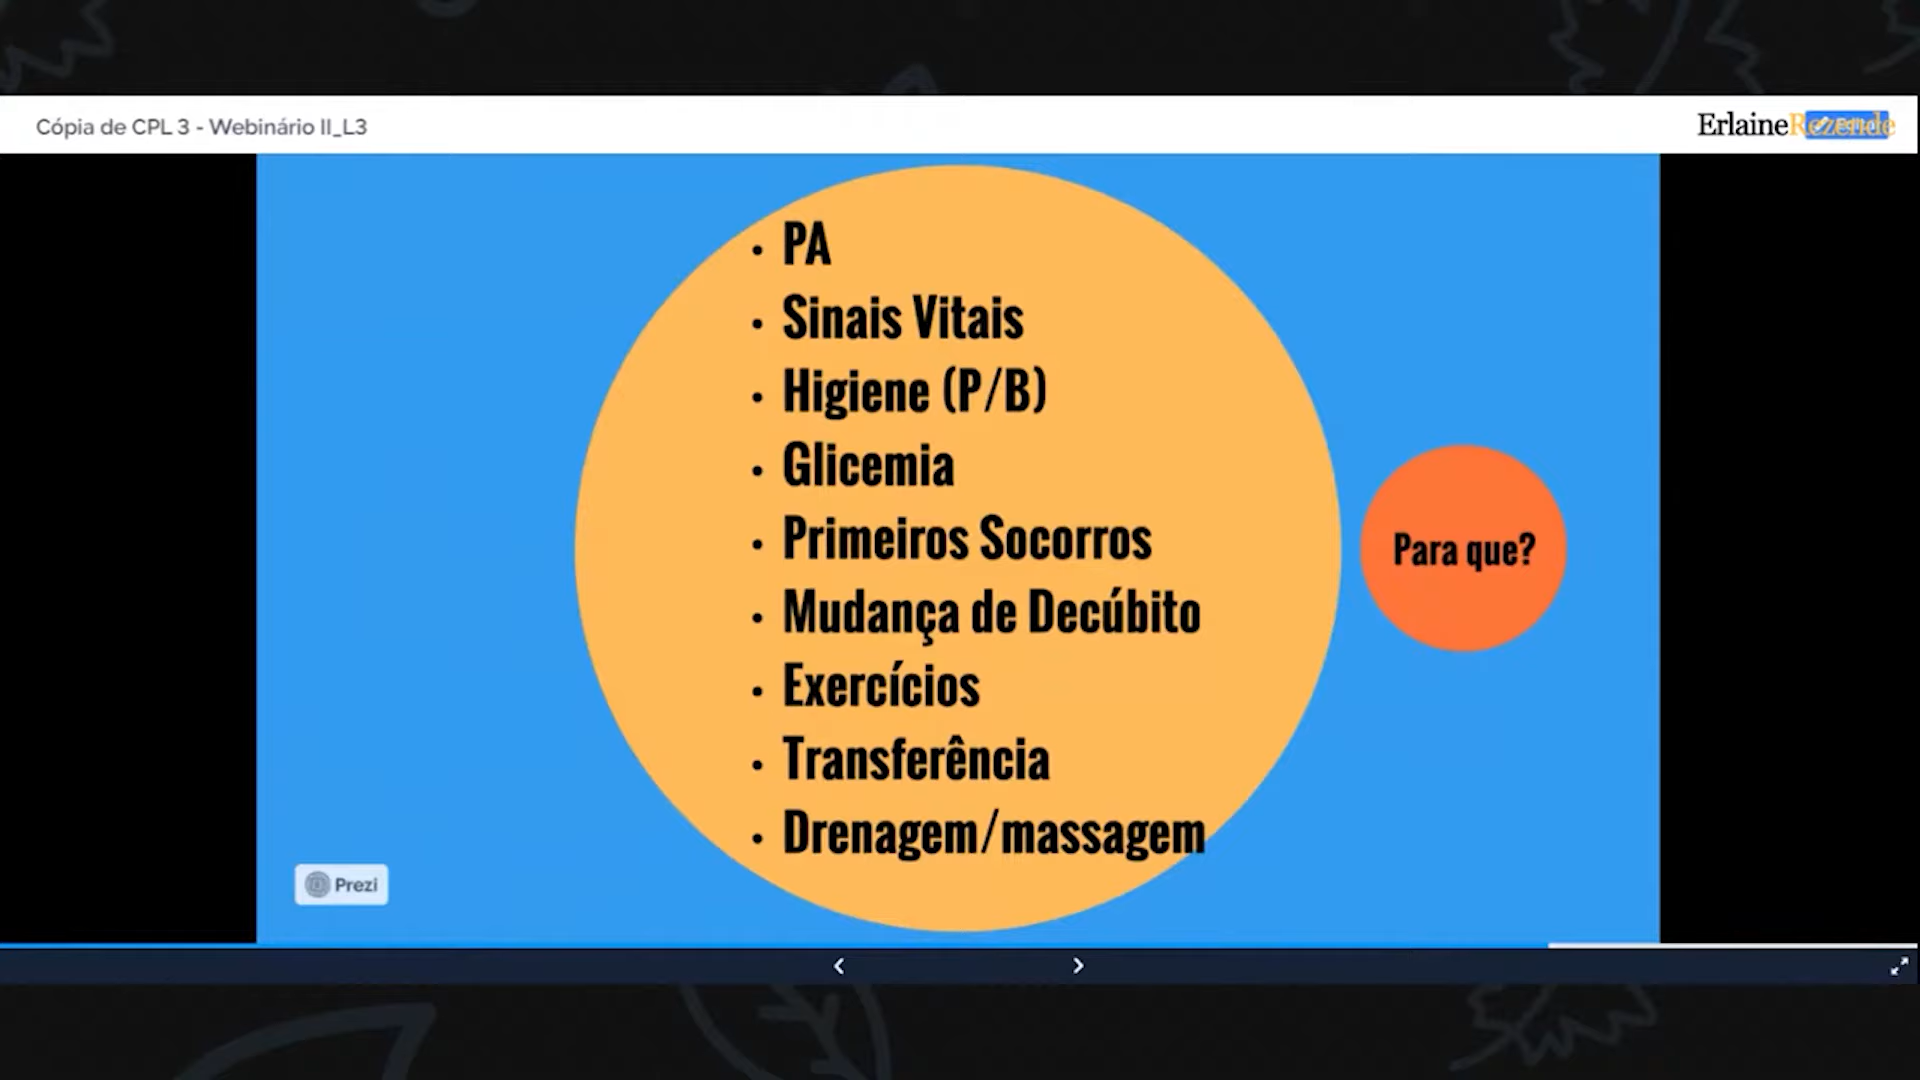 Cópia de CPL 3 - Webinário II_L3
ErlaineRezende
• PA
• Sinais Vitais
• Higiene (P/B)
• Glicemia
• Primeiros Socorros
• Mudança de Decúbito
• Exercícios
• Transferência
• Drenagem/massagem
Para que?
Prezi